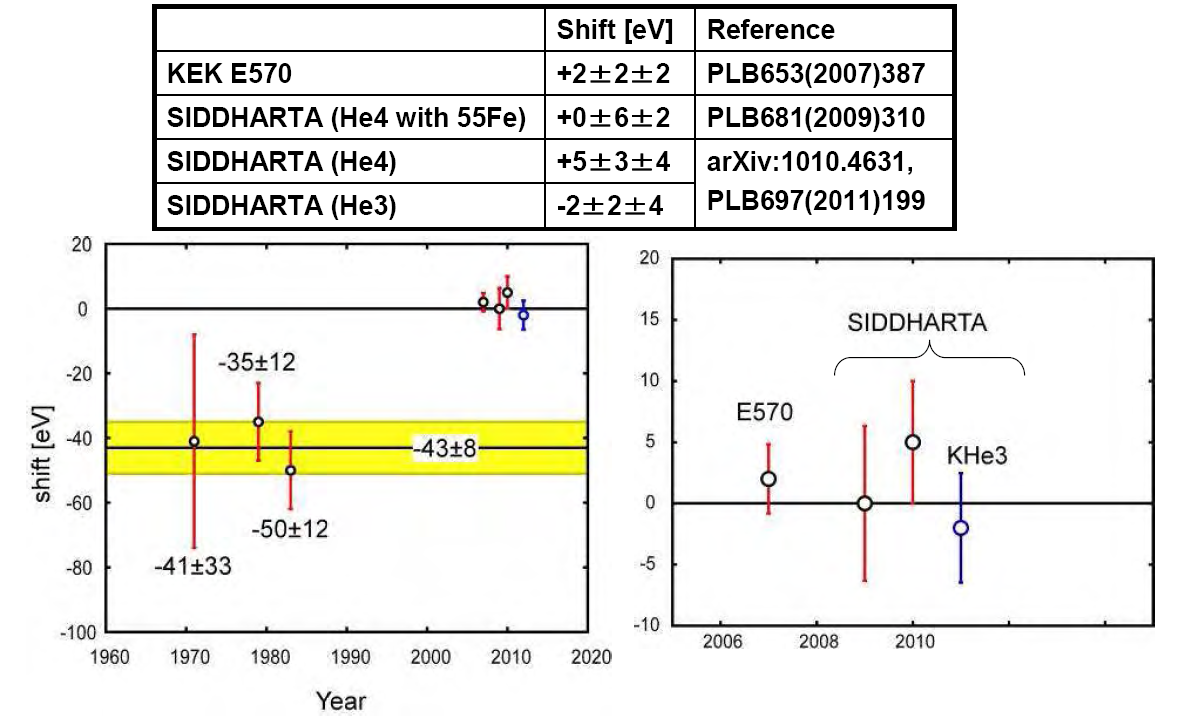 Shift [eV] Reference
KEK E570 +2±2±2 PLB653(2007)387
SIDDHARTA (He4 with 55Fe) +0±6±2 PLB681(2009)310
SIDDHARTA (He4) +5±3±4 arXiv:1010.4631,
SIDDHARTA (He3) -2±2±4 PLB697(2011)199
20
0
-20
-40
-60
-80
-100
shift [eV]
-35±12
-43±8
-50±12
-41±33
1960 1970 1980 1990 2000 2010 2020
Year
20
15
10
5
0
-5
-10
SIDDHARTA
E570
KHe3
2006 2008 2010